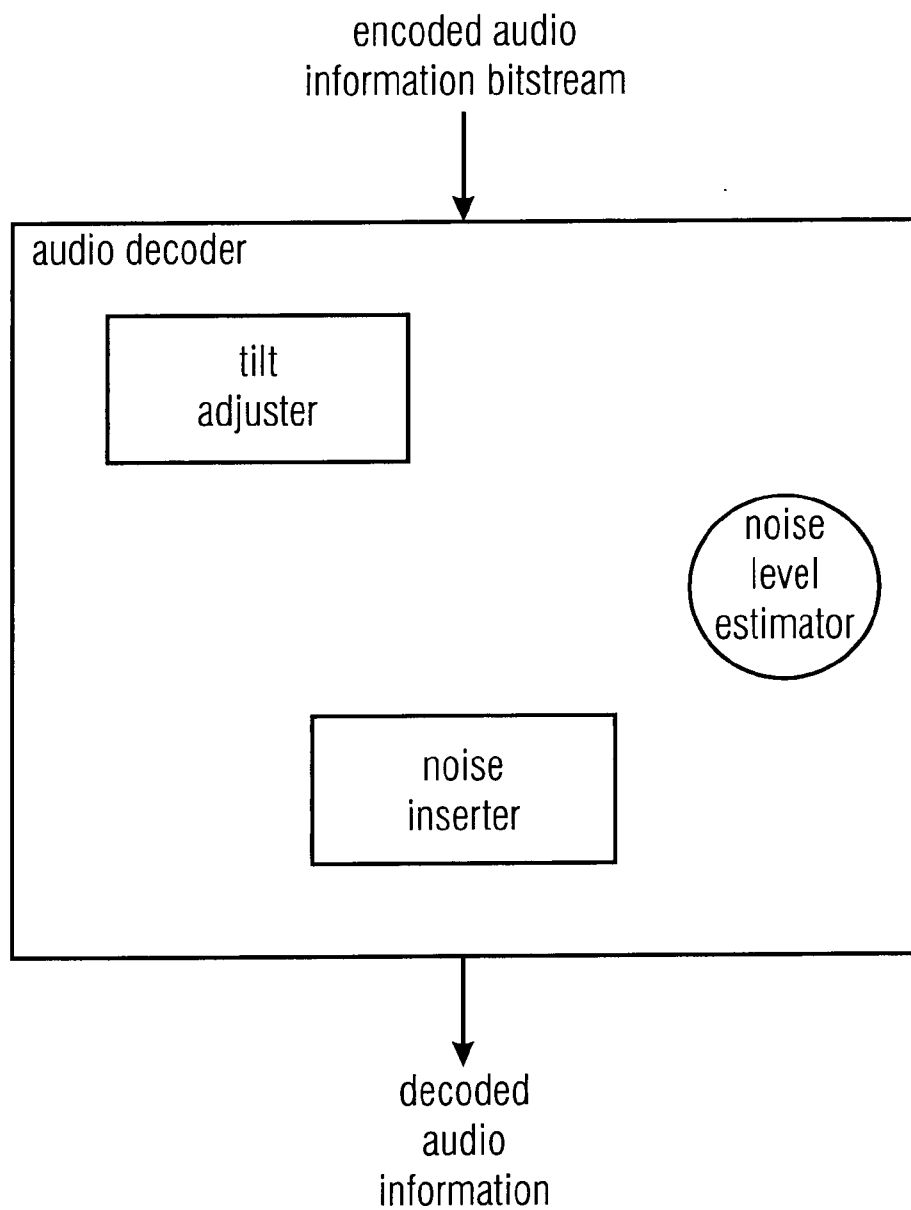 encoded audio
information bitstream
audio decoder
tilt
adjuster
noise
level
estimator
noise
inserter
decoded
audio
information